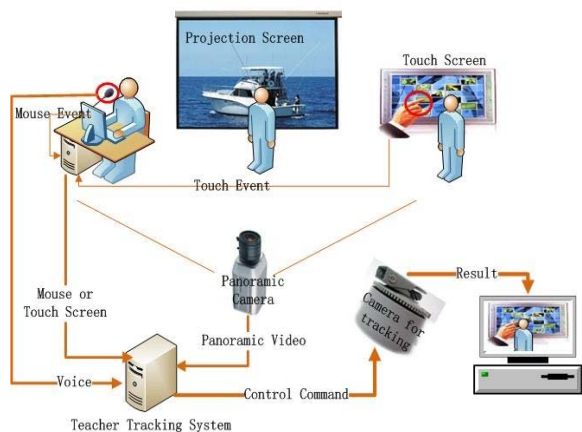 Projection Screen
Touch Screen
Mouse Event
Touch Event
Panoramic
Camera
Camera for
tracking
Result
Mouse or
Touch Screen
Panoramic Video
Voice
Control Command
Teacher Tracking System